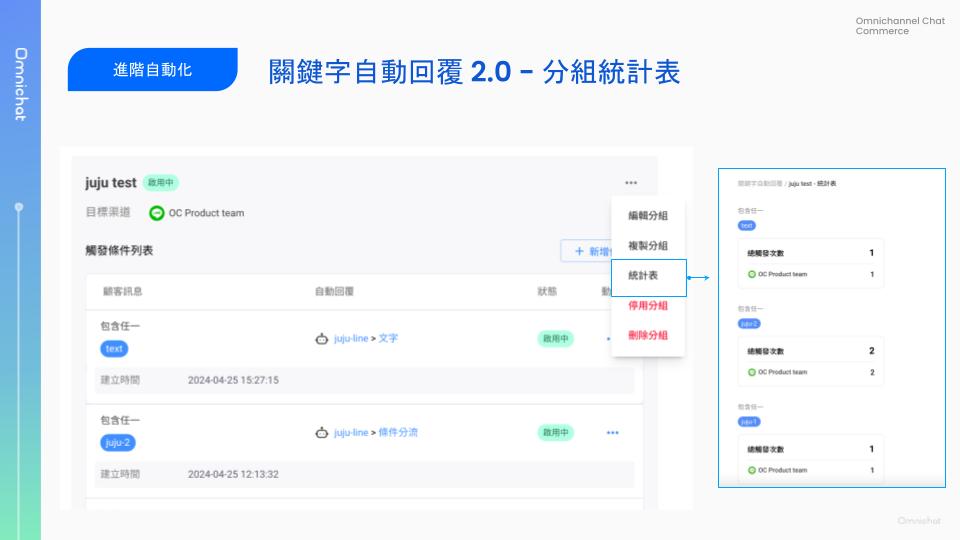 Omnichannel Chat
Commerce
Omnichat
進階自動化
關鍵字自動回覆 2.0 - 分組統計表
juju test 啟用中
目標渠道 OC Product team
觸發條件列表
+ 新增
顧客訊息 自動回覆 狀態
包含任一
text
juju-line > 文字
啟用中
建立時間 2024-04-25 15:27:15
包含任一
juju-2
juju-line > 條件分流
啟用中
建立時間 2024-04-25 12:13:32
編輯分組
複製分組
統計表
停用分組
刪除分組
關鍵字自動回覆 / juju test - 統計表
包含任一
text
總觸發次數 1
OC Product team 1
包含任一
juju-2
總觸發次數 2
OC Product team 2
包含任一
juju-1
總觸發次數 1
OC Product team 1
Omnichat